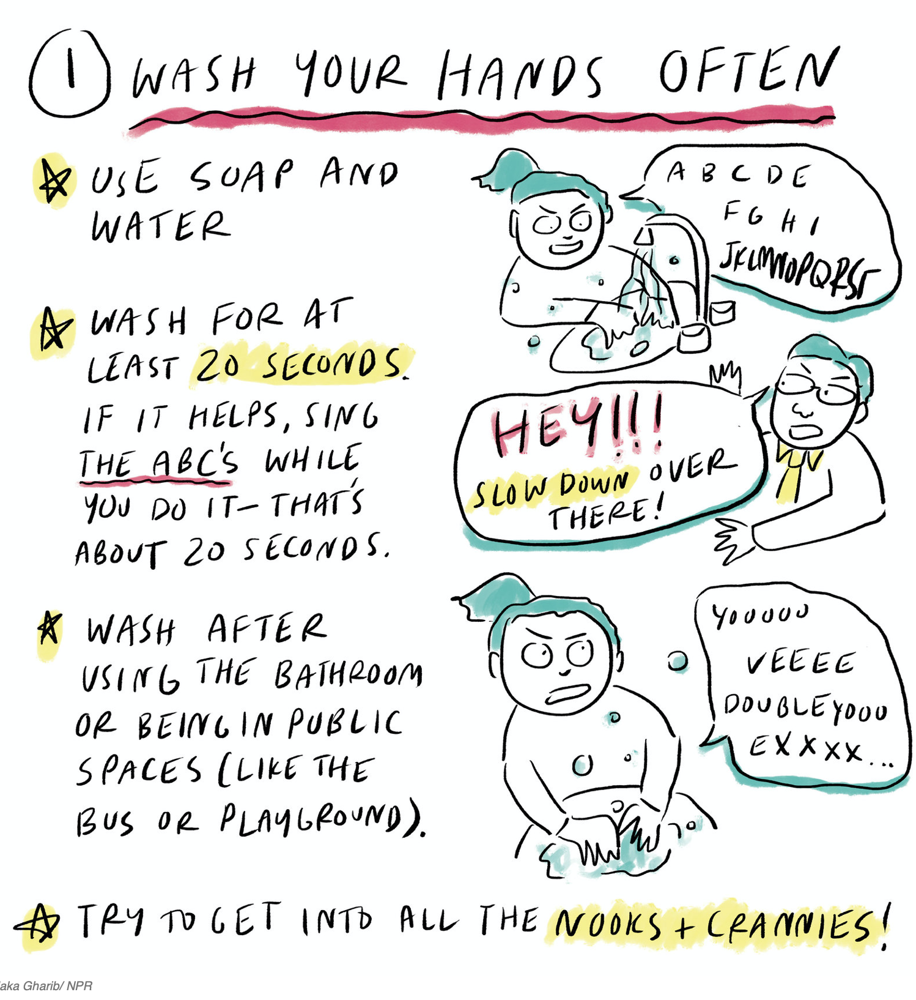 1 WASH YOUR HANDS OFTEN
USE SOAP AND
WATER
A B C D E
F G H I
JKLMNOPQRST
WASH FOR AT
LEAST 20 SECONDS.
IF IT HELPS, SING
THE ABC'S WHILE
YOU DO IT - THAT'S
ABOUT 20 SECONDS.
HEY!!!
SLOW DOWN OVER
THERE!
WASH AFTER
USING THE BATHROOM
OR BEING IN PUBLIC
SPACES (LIKE THE
BUS OR PLAYGROUND).
YOUUUU
VEEEE
DOUBLEYOUU
EXXXX...
TRY TO GET INTO ALL THE NOOKS + CRANNIES!
aka Gharib/ NPR